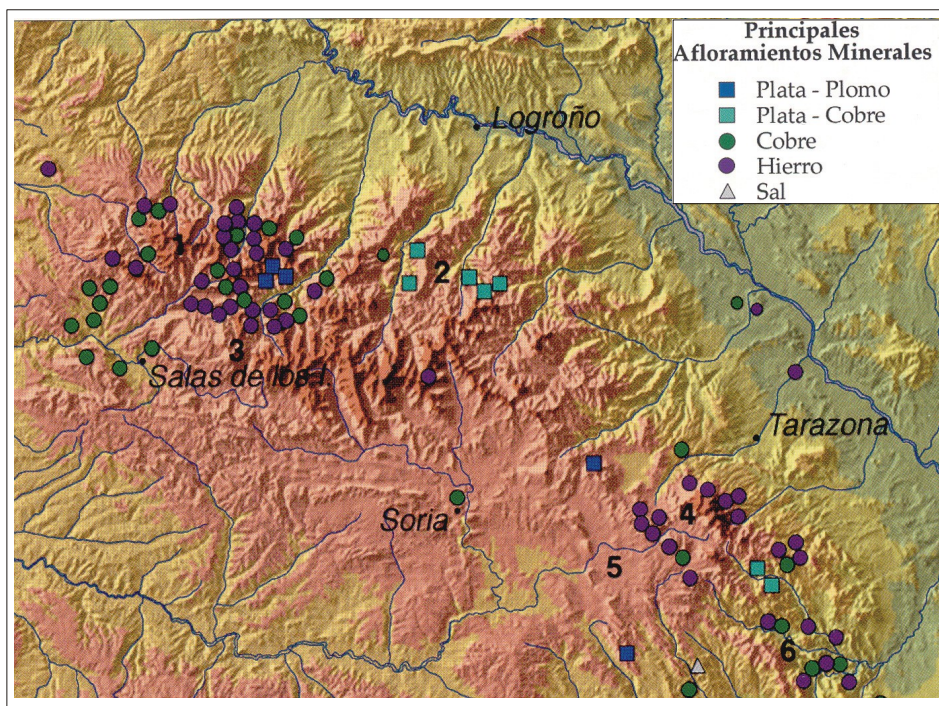 Principales
Afloramientos Minerales
Plata - Plomo
Plata - Cobre
Cobre
Hierro
Sal
Logroño
1
2
3
Salas de los I
Tarazona
Soria
4
5
6